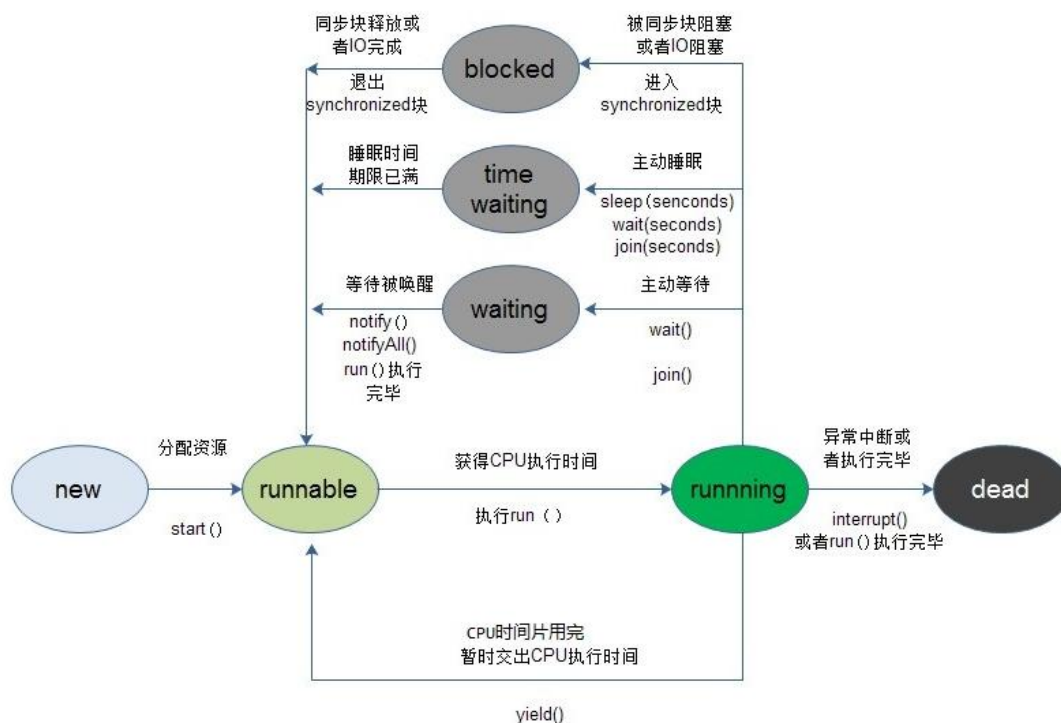 同步块释放或
者IO完成
退出
synchronized块
blocked
被同步块阻塞
或者IO阻塞
进入
synchronized块
睡眠时间
期限已满
time
waiting
主动睡眠
sleep(senconds)
wait(seconds)
join(seconds)
等待被唤醒
notify()
notifyAll()
run()执行
完毕
waiting
主动等待
wait()
join()
new
分配资源
start()
runnable
获得CPU执行时间
执行run（）
runnning
异常中断或
者执行完毕
interrupt()
或者run()执行完毕
dead
CPU时间片用完
暂时交出CPU执行时间
yield()